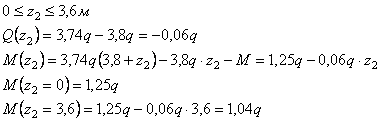 0 ≤ z₂ ≤ 3,6м
Q(z₂) = 3,74q − 3,8q = −0,06q
M(z₂) = 3,74q(3,8 + z₂) − 3,8q · z₂ − M = 1,25q − 0,06q · z₂
M(z₂ = 0) = 1,25q
M(z₂ = 3,6) = 1,25q − 0,06q · 3,6 = 1,04q